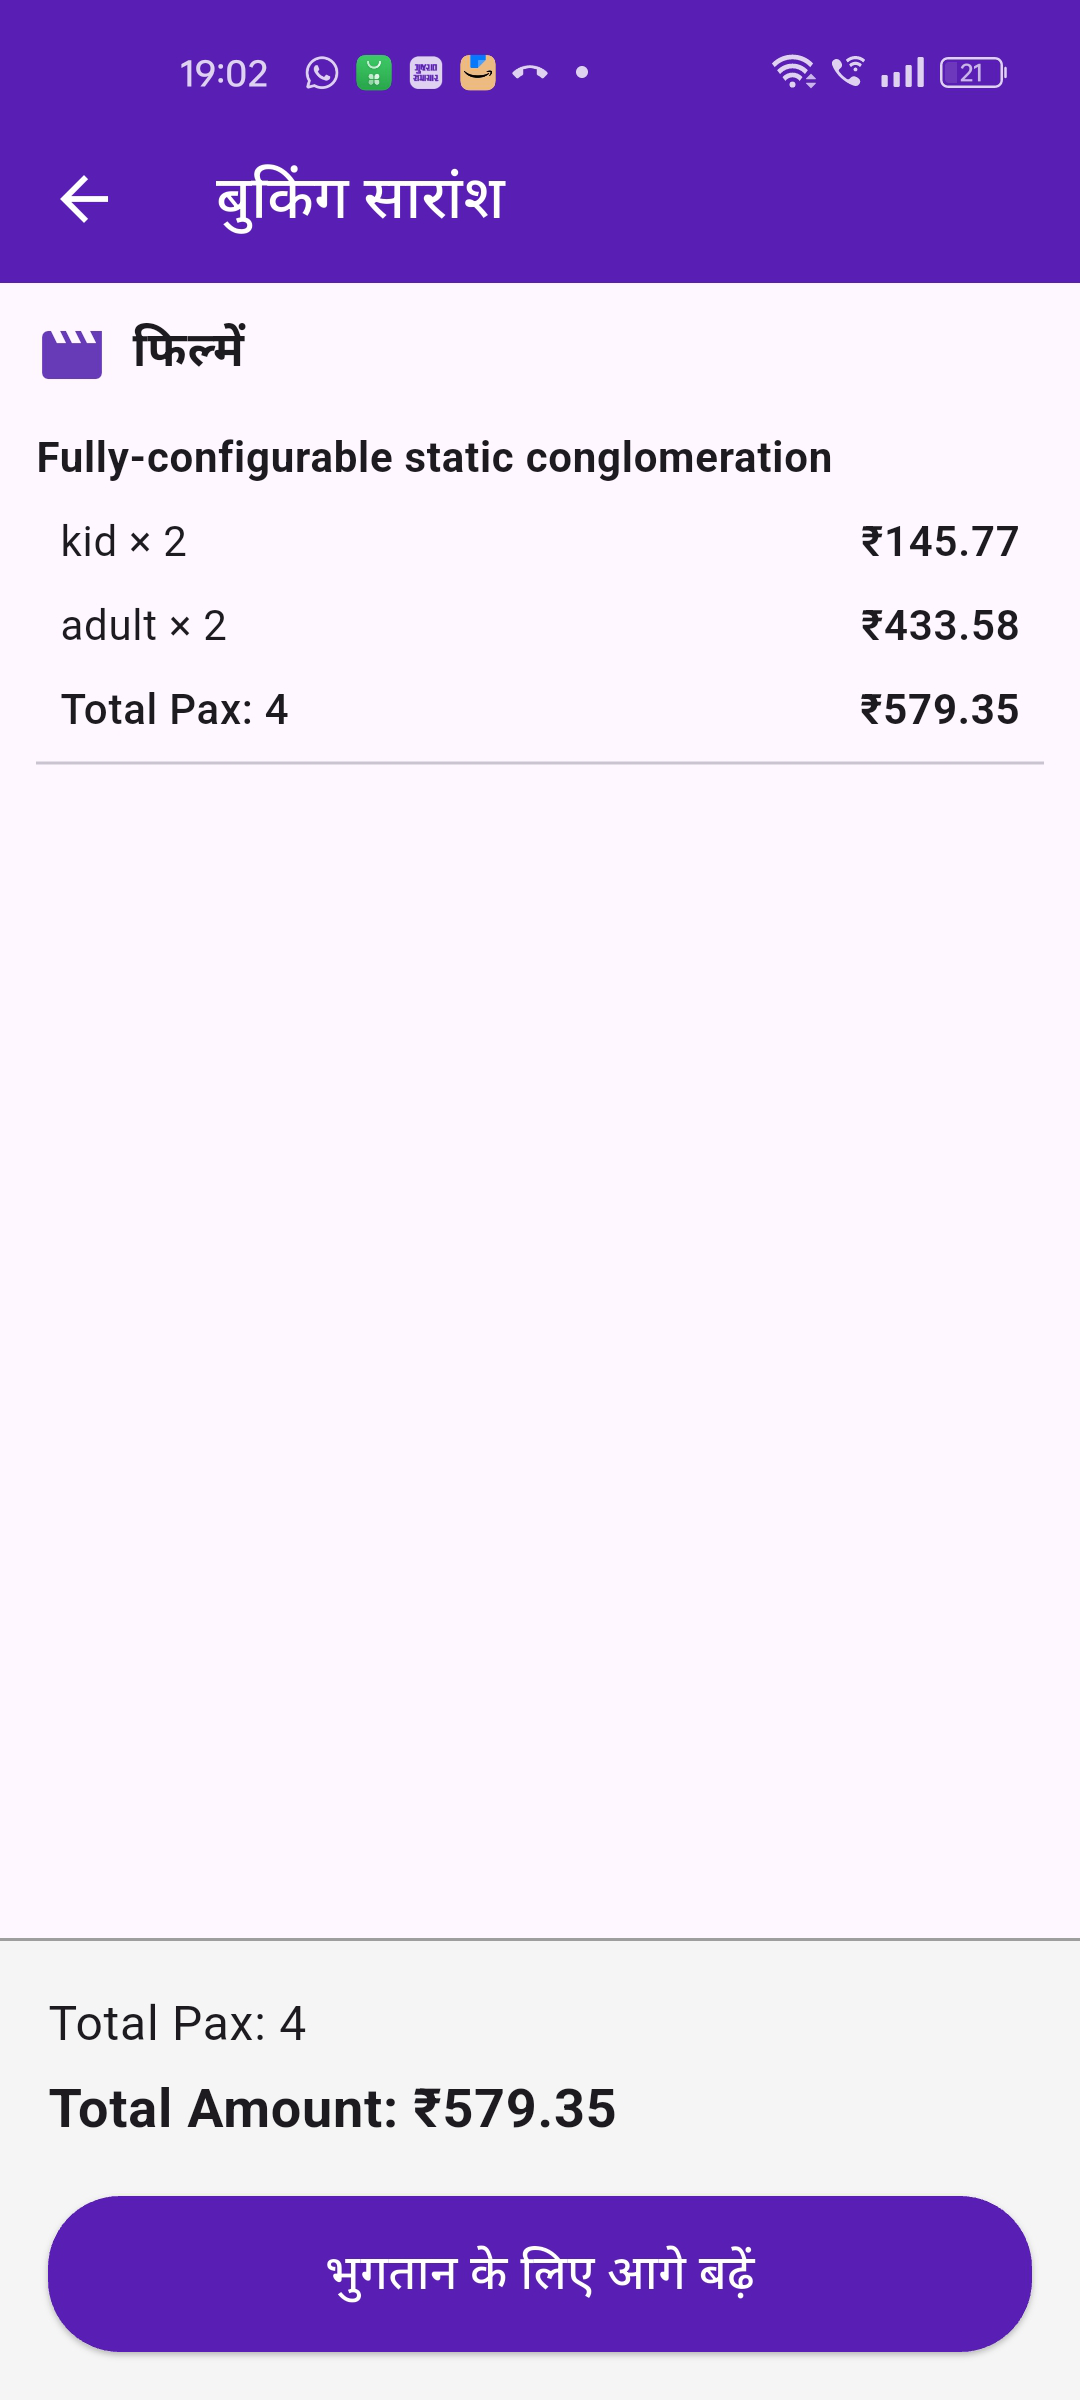 19:02
21
बुकिंग सारांश
फिल्में
Fully-configurable static conglomeration
kid × 2 ₹145.77
adult × 2 ₹433.58
Total Pax: 4 ₹579.35
Total Pax: 4
Total Amount: ₹579.35
भुगतान के लिए आगे बढ़ें